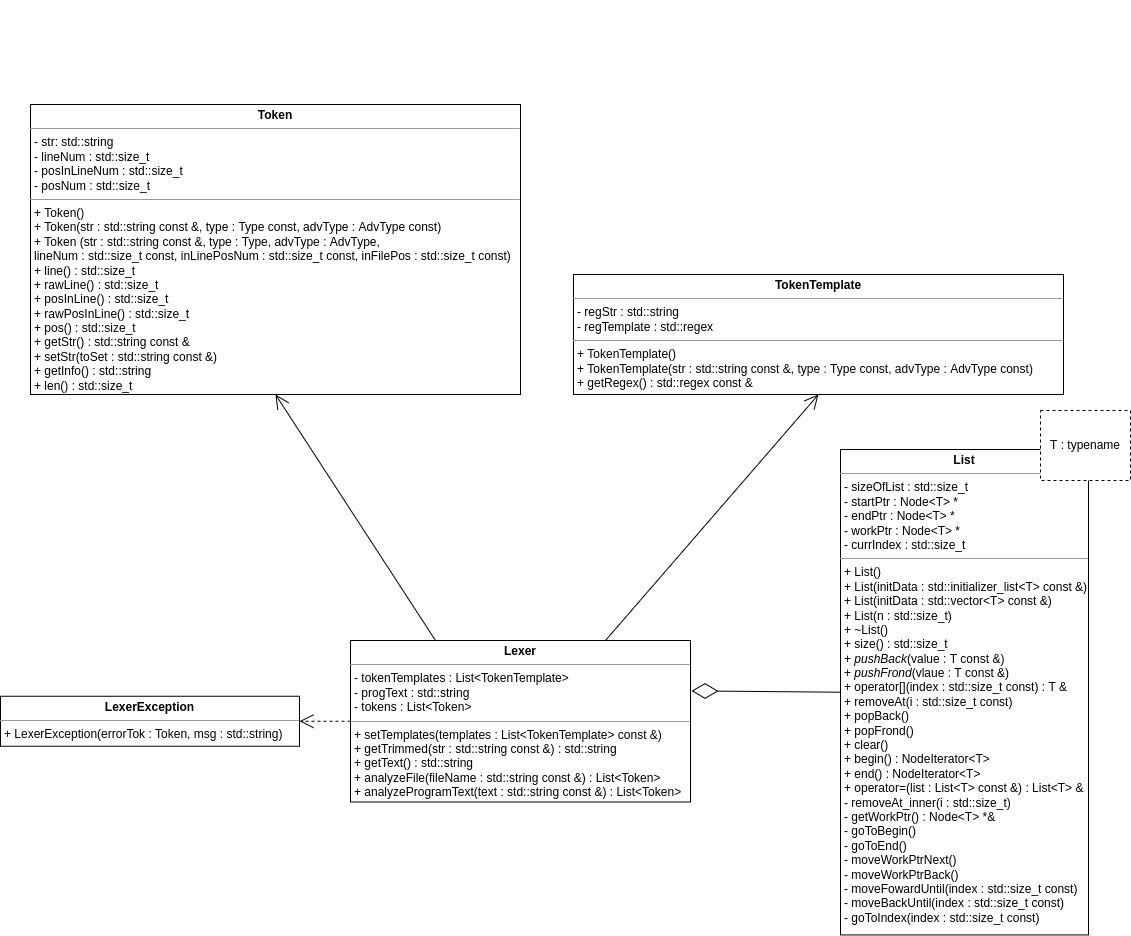 Token
- str: std::string
- lineNum : std::size_t
- posInLineNum : std::size_t
- posNum : std::size_t
+ Token()
+ Token(str : std::string const &, type : Type const, advType : AdvType const)
+ Token (str : std::string const &, type : Type, advType : AdvType,
lineNum : std::size_t const, inLinePosNum : std::size_t const, inFilePos : std::size_t const)
+ line() : std::size_t
+ rawLine() : std::size_t
+ posInLine() : std::size_t
+ rawPosInLine() : std::size_t
+ pos() : std::size_t
+ getStr() : std::string const &
+ setStr(toSet : std::string const &)
+ getInfo() : std::string
+ len() : std::size_t
TokenTemplate
- regStr : std::string
- regTemplate : std::regex
+ TokenTemplate()
+ TokenTemplate(str : std::string const &, type : Type const, advType : AdvType const)
+ getRegex() : std::regex const &
T : typename
List
- sizeOfList : std::size_t
- startPtr : Node<T> *
- endPtr : Node<T> *
- workPtr : Node<T> *
- currIndex : std::size_t
+ List()
+ List(initData : std::initializer_list<T> const &)
+ List(initData : std::vector<T> const &)
+ List(n : std::size_t)
+ ~List()
+ size() : std::size_t
+ pushBack(value : T const &)
+ pushFrond(vlaue : T const &)
+ operator[](index : std::size_t const) : T &
+ removeAt(i : std::size_t const)
+ popBack()
+ popFrond()
+ clear()
+ begin() : NodeIterator<T>
+ end() : NodeIterator<T>
+ operator=(list : List<T> const &) : List<T> &
- removeAt_inner(i : std::size_t)
- getWorkPtr() : Node<T> *&
- goToBegin()
- goToEnd()
- moveWorkPtrNext()
- moveWorkPtrBack()
- moveFowardUntil(index : std::size_t const)
- moveBackUntil(index : std::size_t const)
- goToIndex(index : std::size_t const)
Lexer
- tokenTemplates : List<TokenTemplate>
- progText : std::string
- tokens : List<Token>
+ setTemplates(templates : List<TokenTemplate> const &)
+ getTrimmed(str : std::string const &) : std::string
+ getText() : std::string
+ analyzeFile(fileName : std::string const &) : List<Token>
+ analyzeProgramText(text : std::string const &) : List<Token>
LexerException
+ LexerException(errorTok : Token, msg : std::string)